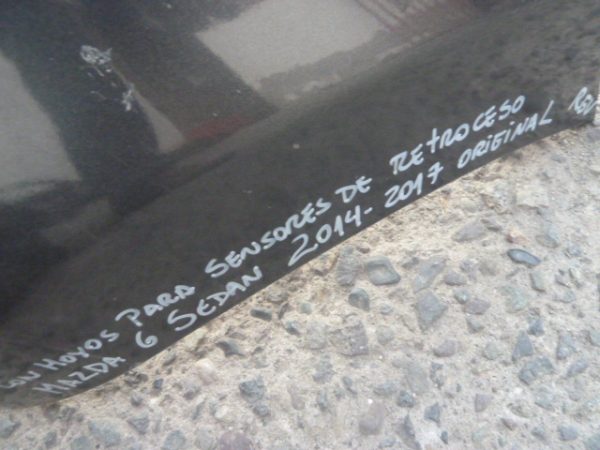 CON HOYOS PARA SENSORES DE RETROCESO
MAZDA 6 SEDAN 2014-2017 ORIGINAL